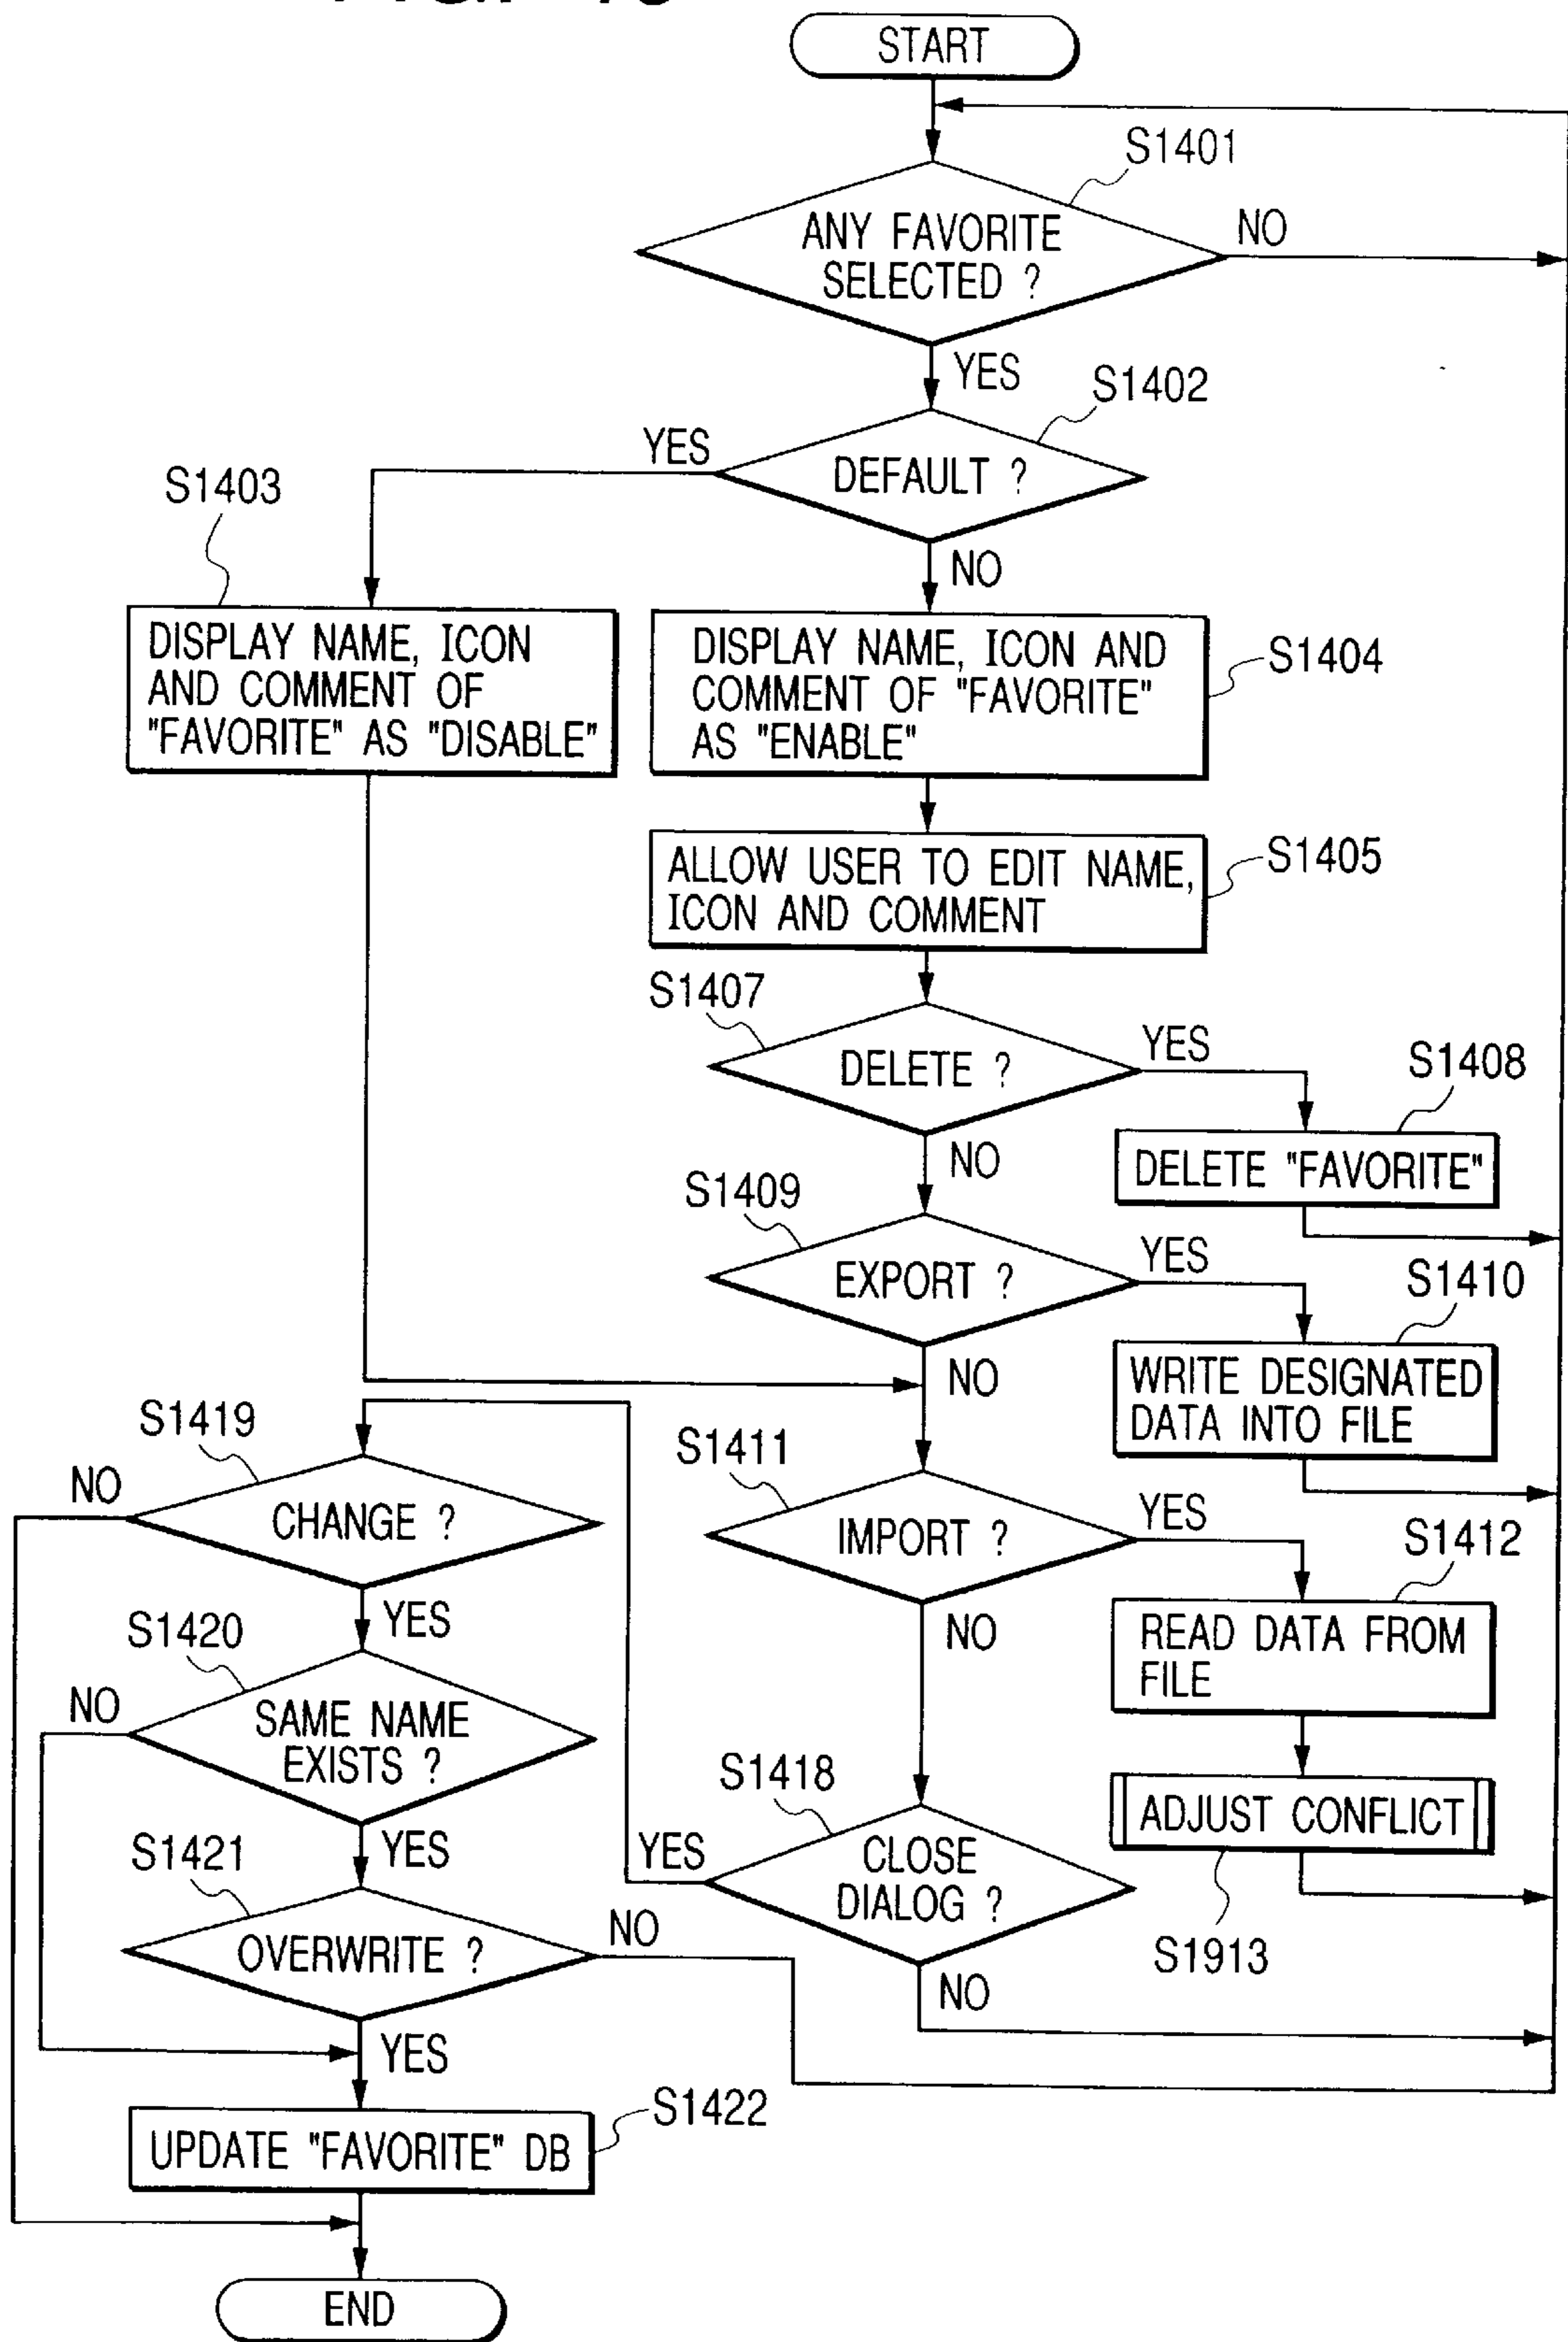 START
S1401
ANY FAVORITE
SELECTED ?
NO
YES
S1402
YES
DEFAULT ?
S1403
NO
DISPLAY NAME, ICON
AND COMMENT OF
"FAVORITE" AS "DISABLE"
DISPLAY NAME, ICON AND
COMMENT OF "FAVORITE"
AS "ENABLE"
S1404
ALLOW USER TO EDIT NAME,
ICON AND COMMENT
S1405
S1407
DELETE ?
YES
S1408
NO
DELETE "FAVORITE"
S1409
EXPORT ?
YES
S1410
NO
WRITE DESIGNATED
DATA INTO FILE
S1419
NO
CHANGE ?
S1411
IMPORT ?
YES
S1412
YES
NO
READ DATA FROM
FILE
S1420
NO
SAME NAME
EXISTS ?
S1418
ADJUST CONFLICT
YES
YES
CLOSE
DIALOG ?
S1421
OVERWRITE ?
NO
S1913
NO
YES
S1422
UPDATE "FAVORITE" DB
END